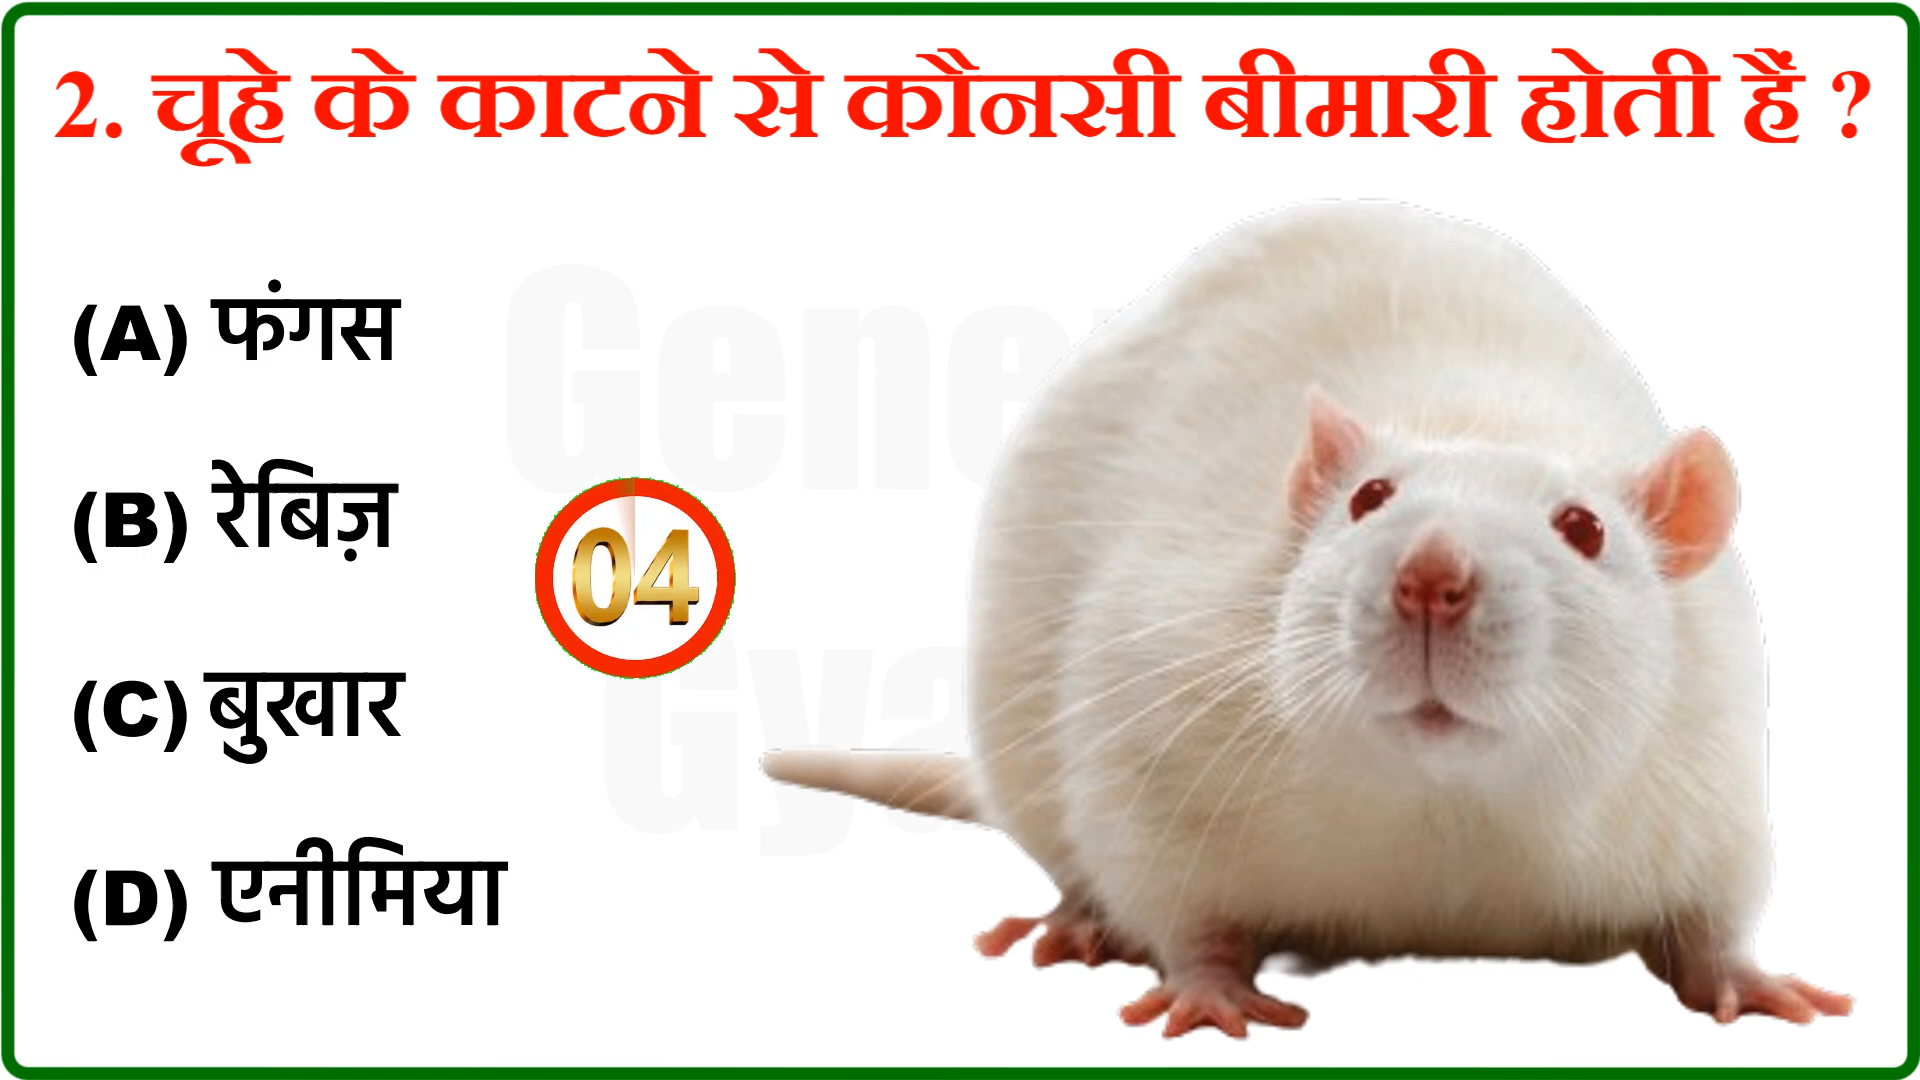 2. चूहे के काटने से कौनसी बीमारी होती हैं ?
(A) फंगस
(B) रेबिज़
04
(C) बुखार
(D) एनीमिया